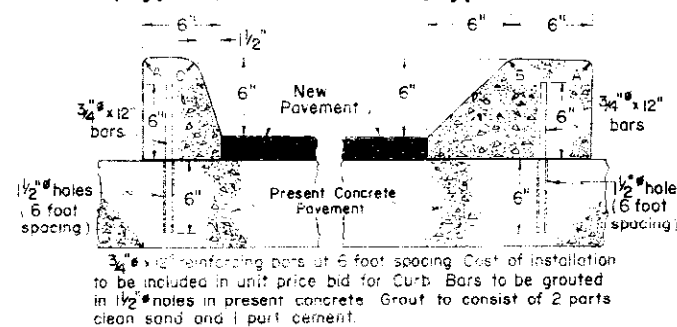 6" 6" 6"
1½"
A C B A
New Pavement
6" 6"
¾"ø x 12" bars
6"
6"
¾"ø x 12" bars
1½"ø holes (6 foot spacing)
6"
Present Concrete Pavement
6"
1½"ø hole (6 foot spacing)
¾"ø x 12" reinforcing bars at 6 foot spacing Cost of installation
to be included in unit price bid for Curb Bars to be grouted
in 1½"ø holes in present concrete Grout to consist of 2 parts
clean sand and 1 part cement.